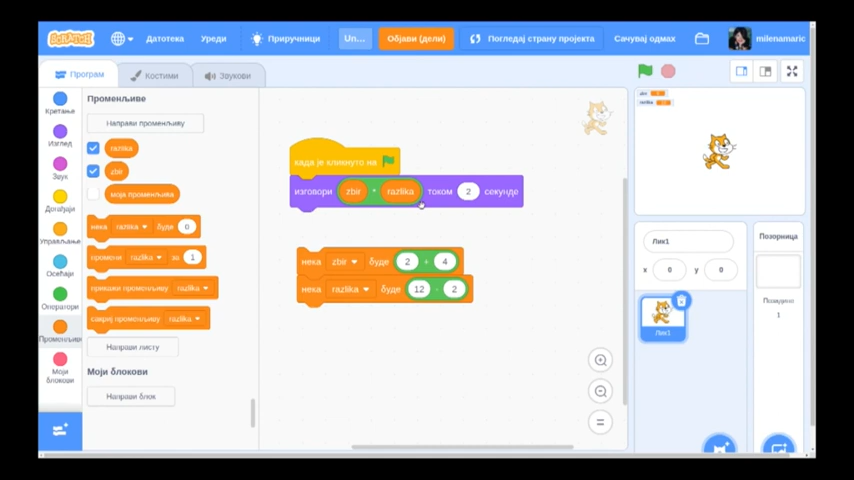 SCRATCH
Датотека
Уреди
Приручници
Un...
Објави (дели)
Погледај страну пројекта
Сачувај одмах
milenamaric
Програм
Костими
Звукови
Кретање
Изглед
Звук
Догађаји
Управљање
Осећаји
Оператори
Променљиве
Моји
блокови
Променљиве
Направи променљиву
razlika
zbir
моја променљива
нека razlika буде 0
промени razlika за 1
прикажи променљиву razlika
сакриј променљиву razlika
Направи листу
Моји блокови
Направи блок
када је кликнуто на
изговори zbir * razlika током 2 секунде
нека zbir буде 2 + 4
нека razlika буде 12 - 2
zbir
razlika
Лик1
x 0 y 0
Лик1
Позорница
Позадине
1